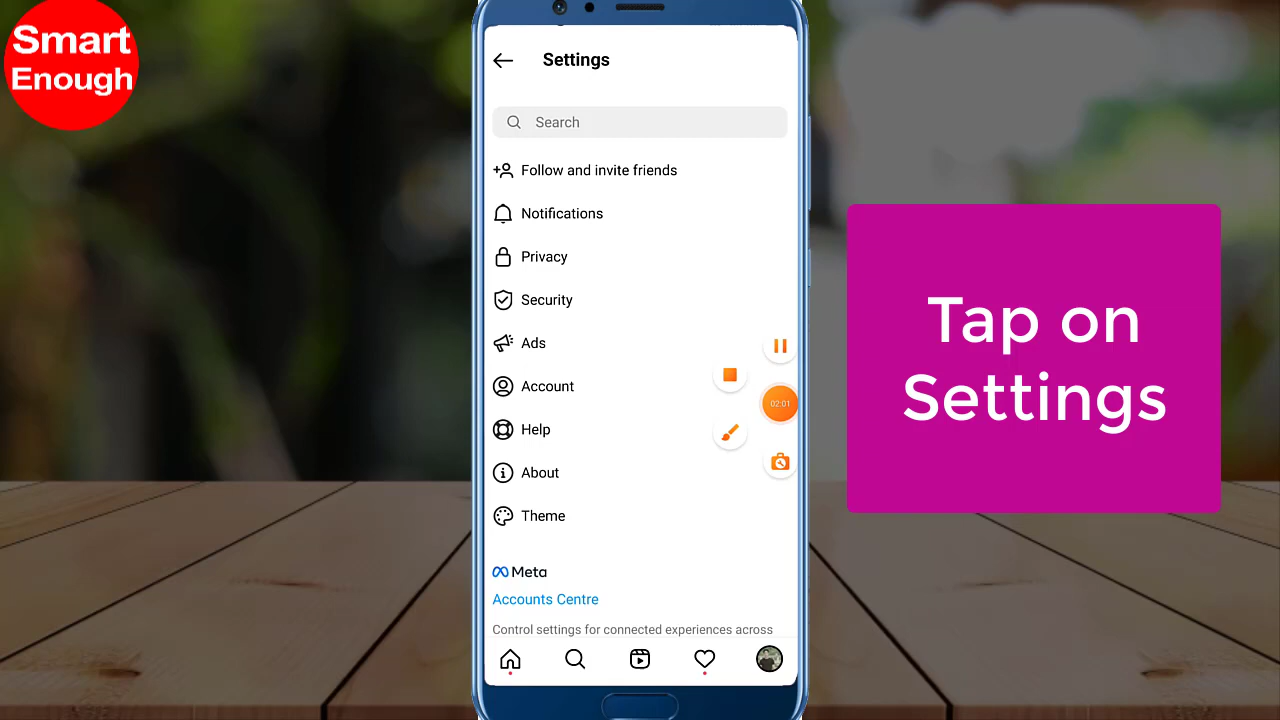 Smart
Enough
Settings
Search
Follow and invite friends
Notifications
Privacy
Security
Ads
Account
Help
About
Theme
Meta
Accounts Centre
Control settings for connected experiences across
02:01
Tap on
Settings